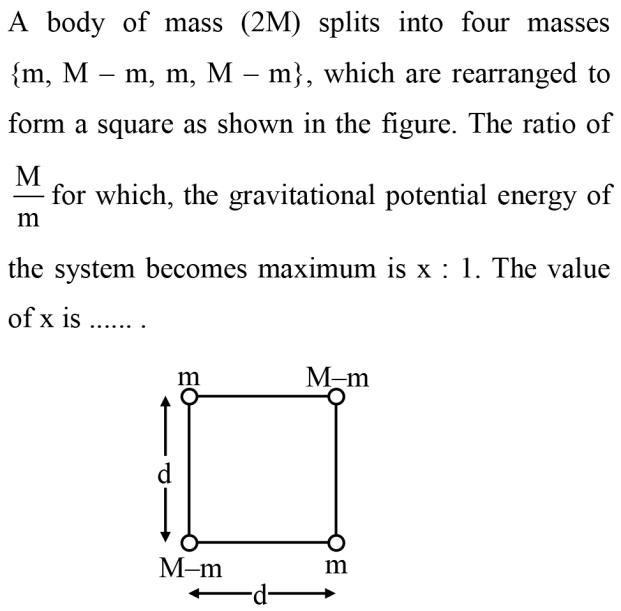 A body of mass (2M) splits into four masses
{m, M – m, m, M – m}, which are rearranged to
form a square as shown in the figure. The ratio of
M/m for which, the gravitational potential energy of
the system becomes maximum is x : 1. The value
of x is ...... .
m M–m
d
M–m m
d